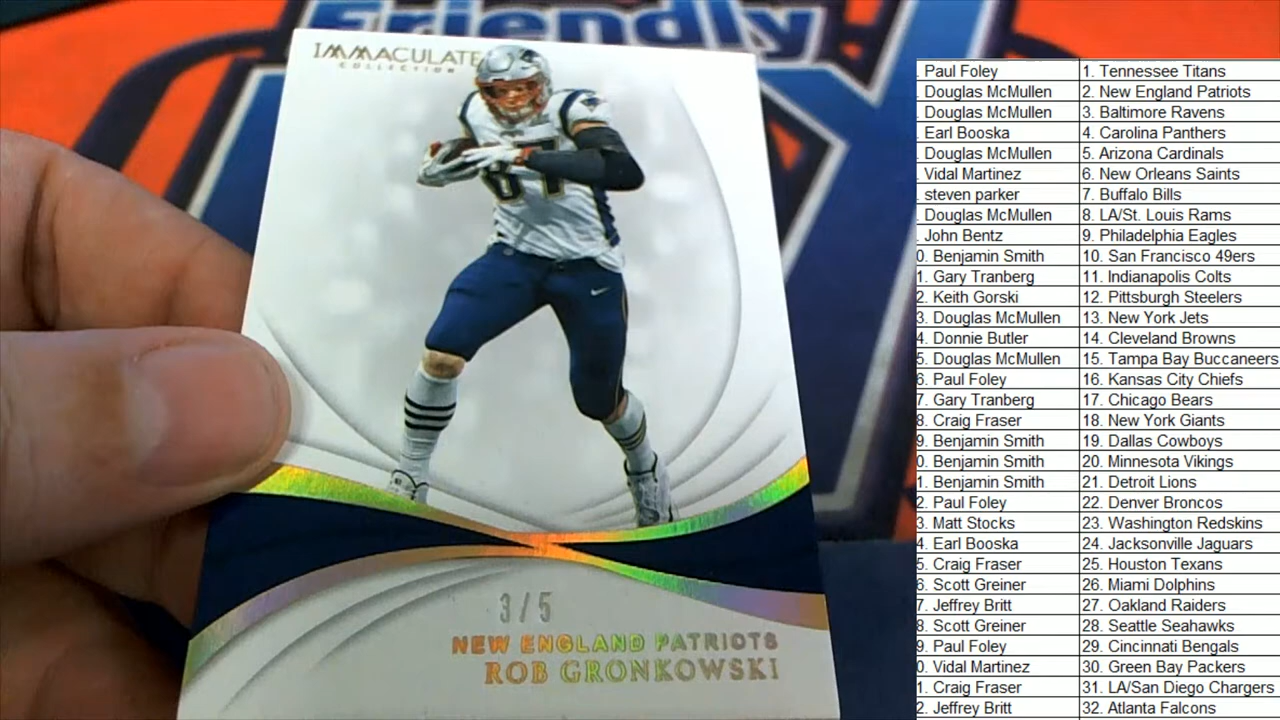 Friendly
IMMACULATE
COLLECTION
87
3/5
NEW ENGLAND PATRIOTS
ROB GRONKOWSKI
. Paul Foley 1. Tennessee Titans
. Douglas McMullen 2. New England Patriots
. Douglas McMullen 3. Baltimore Ravens
. Earl Booska 4. Carolina Panthers
. Douglas McMullen 5. Arizona Cardinals
. Vidal Martinez 6. New Orleans Saints
. steven parker 7. Buffalo Bills
. Douglas McMullen 8. LA/St. Louis Rams
. John Bentz 9. Philadelphia Eagles
0. Benjamin Smith 10. San Francisco 49ers
1. Gary Tranberg 11. Indianapolis Colts
2. Keith Gorski 12. Pittsburgh Steelers
3. Douglas McMullen 13. New York Jets
4. Donnie Butler 14. Cleveland Browns
5. Douglas McMullen 15. Tampa Bay Buccaneers
6. Paul Foley 16. Kansas City Chiefs
7. Gary Tranberg 17. Chicago Bears
8. Craig Fraser 18. New York Giants
9. Benjamin Smith 19. Dallas Cowboys
0. Benjamin Smith 20. Minnesota Vikings
1. Benjamin Smith 21. Detroit Lions
2. Paul Foley 22. Denver Broncos
3. Matt Stocks 23. Washington Redskins
4. Earl Booska 24. Jacksonville Jaguars
5. Craig Fraser 25. Houston Texans
6. Scott Greiner 26. Miami Dolphins
7. Jeffrey Britt 27. Oakland Raiders
8. Scott Greiner 28. Seattle Seahawks
9. Paul Foley 29. Cincinnati Bengals
0. Vidal Martinez 30. Green Bay Packers
1. Craig Fraser 31. LA/San Diego Chargers
2. Jeffrey Britt 32. Atlanta Falcons